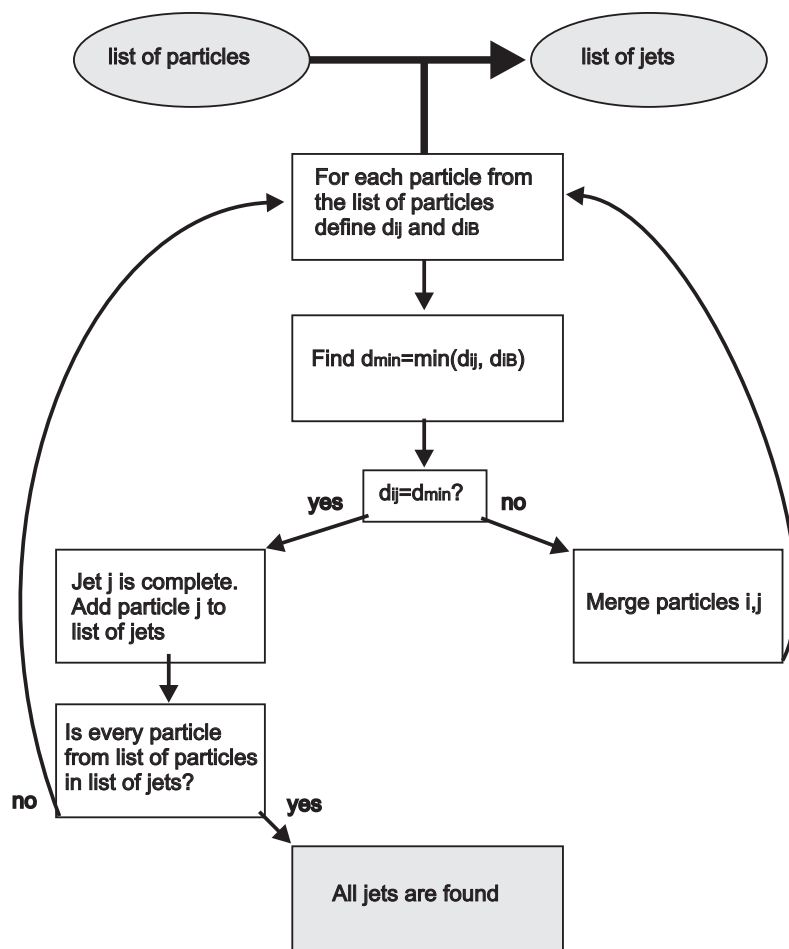 list of particles
list of jets
For each particle from
the list of particles
define dij and diB
Find dmin=min(dij, diB)
dij=dmin?
yes
no
Jet j is complete.
Add particle j to
list of jets
Merge particles i,j
Is every particle
from list of particles
in list of jets?
no
yes
All jets are found